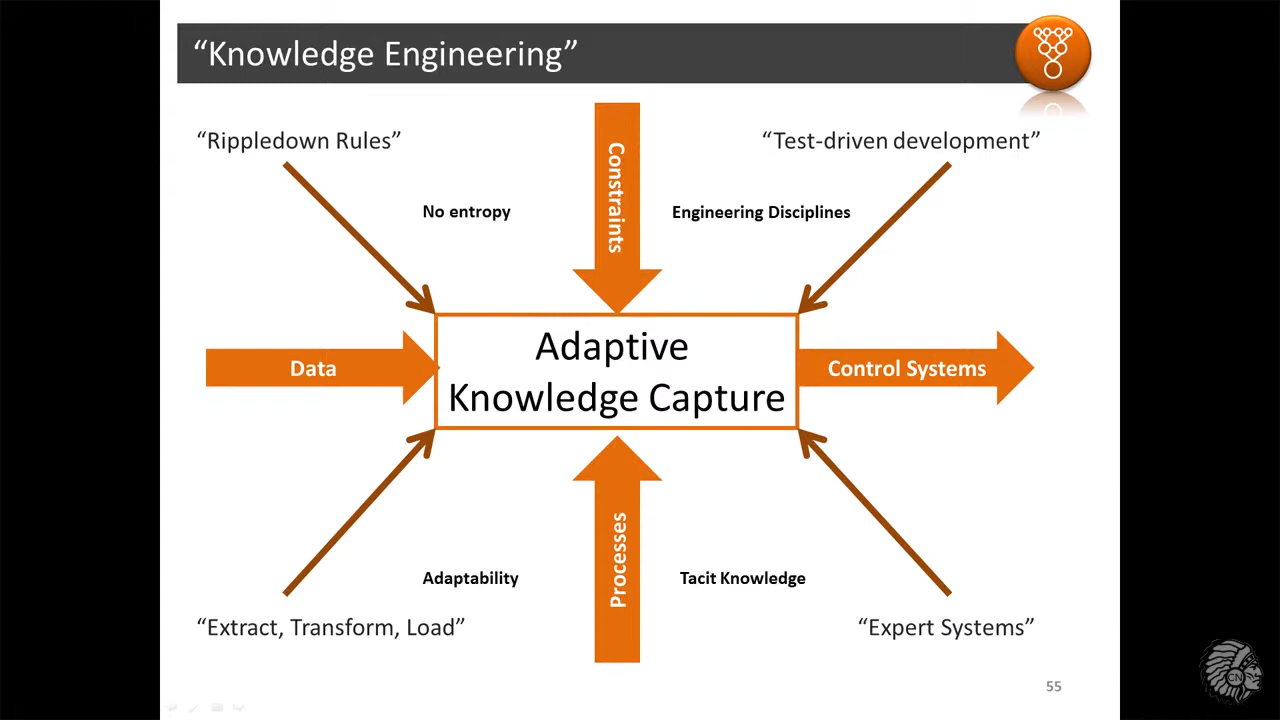 “Knowledge Engineering”
“Rippledown Rules”
“Test-driven development”
Constraints
No entropy
Engineering Disciplines
Adaptive
Knowledge Capture
Data
Control Systems
Processes
Adaptability
Tacit Knowledge
“Extract, Transform, Load”
“Expert Systems”
55
CN